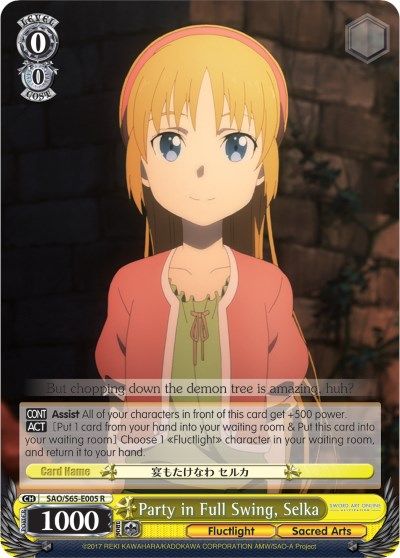 LEVEL
0
0
COST
But chopping down the demon tree is amazing, huh?
CONT Assist All of your characters in front of this card get +500 power.
ACT [Put 1 card from your hand into your waiting room & Put this card into your waiting room] Choose 1 «Fluctlight» character in your waiting room, and return it to your hand.
Card Name 宴もたけなわ セルカ
CH SAO/S65-E005 R
POWER 1000
Party in Full Swing, Selka
SWORD ART ONLINE
Fluctlight Sacred Arts
©2017 REKI KAWAHARA/KADOKAWA CORPORATION AMW/SAO-A Project